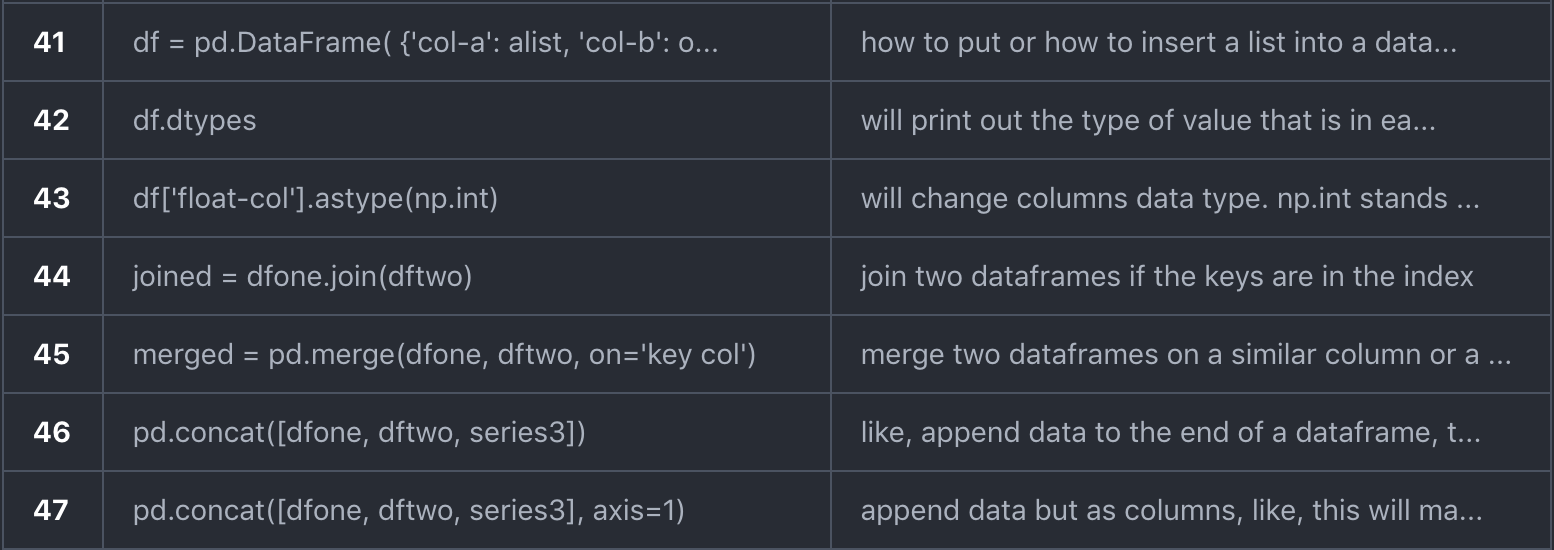 41 df = pd.DataFrame( {'col-a': alist, 'col-b': o... how to put or how to insert a list into a data...
42 df.dtypes will print out the type of value that is in ea...
43 df['float-col'].astype(np.int) will change columns data type. np.int stands ...
44 joined = dfone.join(dftwo) join two dataframes if the keys are in the index
45 merged = pd.merge(dfone, dftwo, on='key col') merge two dataframes on a similar column or a ...
46 pd.concat([dfone, dftwo, series3]) like, append data to the end of a dataframe, t...
47 pd.concat([dfone, dftwo, series3], axis=1) append data but as columns, like, this will ma...